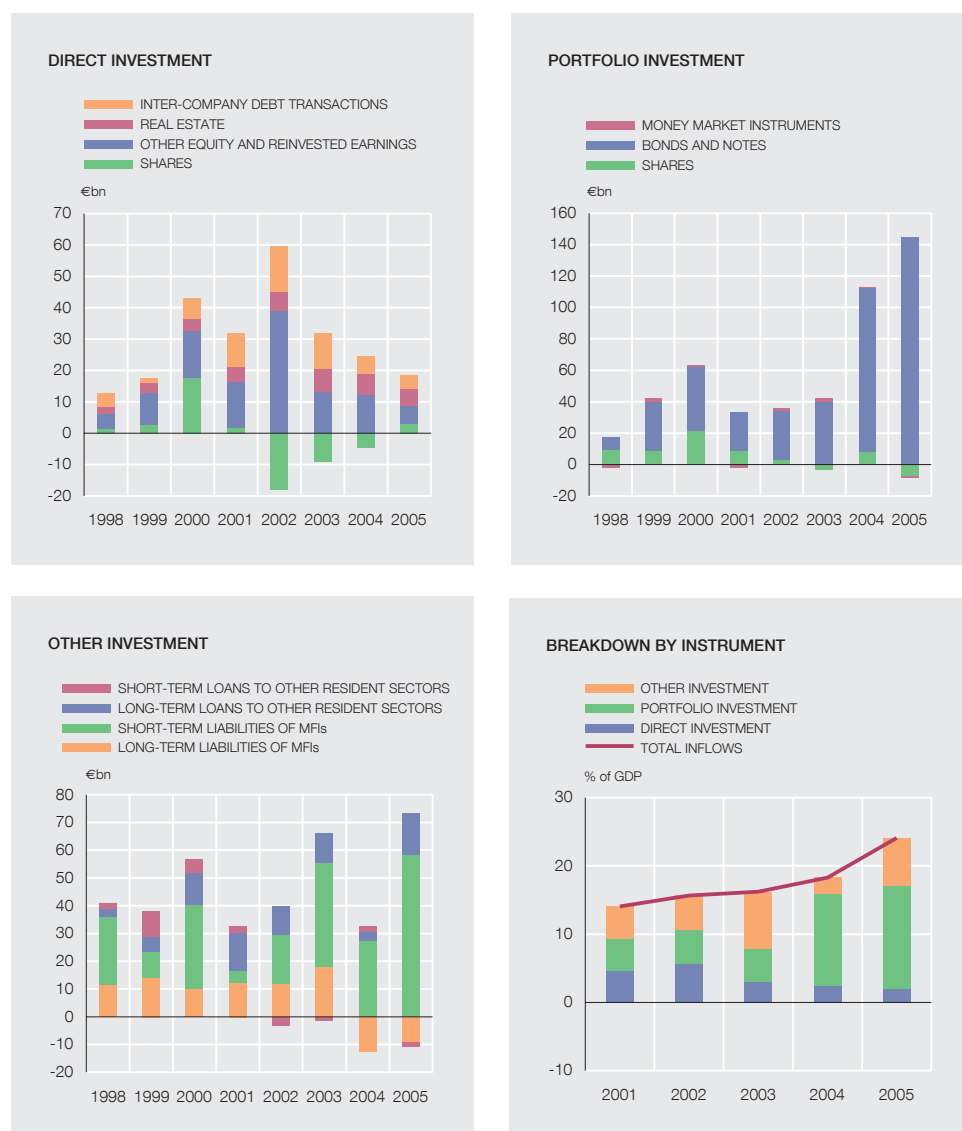 DIRECT INVESTMENT
INTER-COMPANY DEBT TRANSACTIONS
REAL ESTATE
OTHER EQUITY AND REINVESTED EARNINGS
SHARES
€bn
70
60
50
40
30
20
10
0
-10
-20
1998 1999 2000 2001 2002 2003 2004 2005
PORTFOLIO INVESTMENT
MONEY MARKET INSTRUMENTS
BONDS AND NOTES
SHARES
€bn
160
140
120
100
80
60
40
20
0
-20
1998 1999 2000 2001 2002 2003 2004 2005
OTHER INVESTMENT
SHORT-TERM LOANS TO OTHER RESIDENT SECTORS
LONG-TERM LOANS TO OTHER RESIDENT SECTORS
SHORT-TERM LIABILITIES OF MFIs
LONG-TERM LIABILITIES OF MFIs
€bn
80
70
60
50
40
30
20
10
0
-10
-20
1998 1999 2000 2001 2002 2003 2004 2005
BREAKDOWN BY INSTRUMENT
OTHER INVESTMENT
PORTFOLIO INVESTMENT
DIRECT INVESTMENT
TOTAL INFLOWS
% of GDP
30
20
10
0
-10
2001 2002 2003 2004 2005